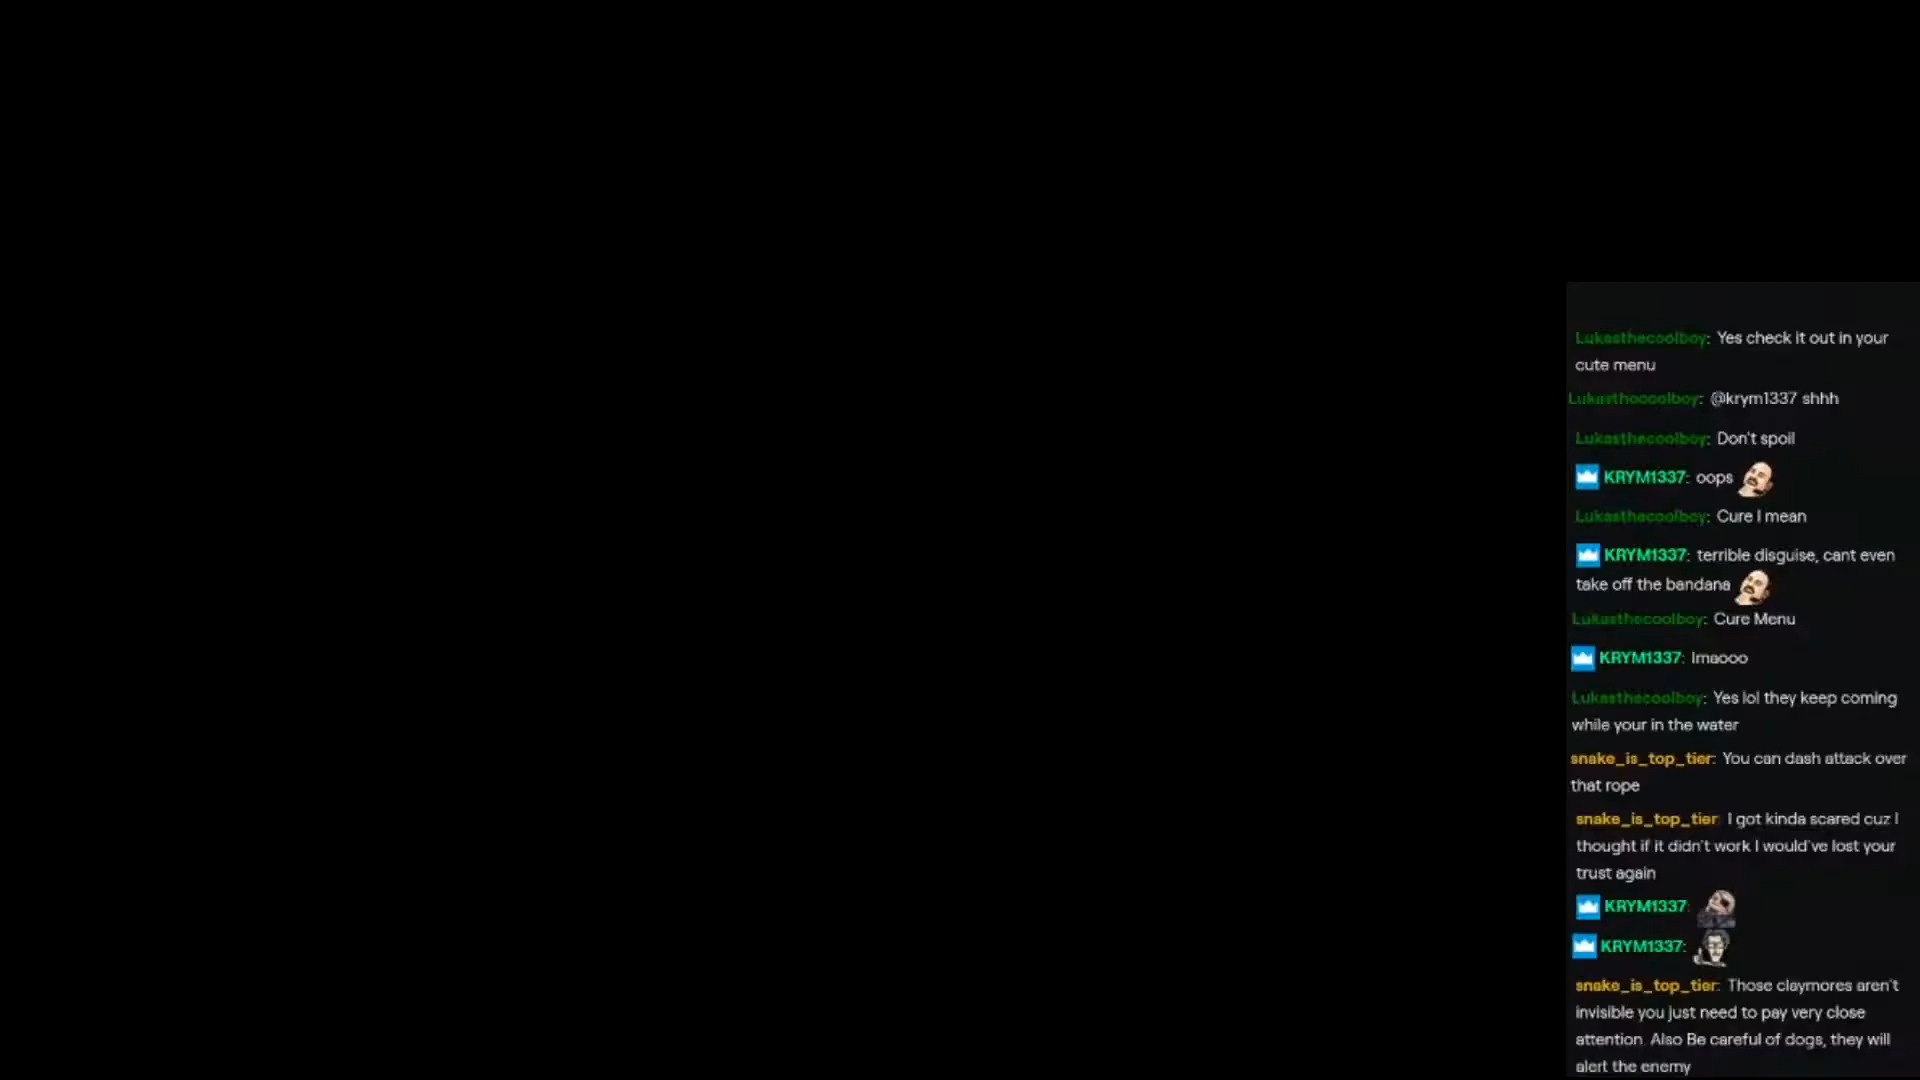 Lukasthecoolboy: Yes check it out in your
cute menu
Lukasthecoolboy: @krym1337 shhh
Lukasthecoolboy: Don't spoil
KRYM1337: oops
Lukasthecoolboy: Cure I mean
KRYM1337: terrible disguise, cant even
take off the bandana
Lukasthecoolboy: Cure Menu
KRYM1337: lmaooo
Lukasthecoolboy: Yes lol they keep coming
while your in the water
snake_is_top_tier: You can dash attack over
that rope
snake_is_top_tier: I got kinda scared cuz I
thought if it didn't work I would've lost your
trust again
KRYM1337:
KRYM1337:
snake_is_top_tier: Those claymores aren't
invisible you just need to pay very close
attention. Also Be careful of dogs, they will
alert the enemy